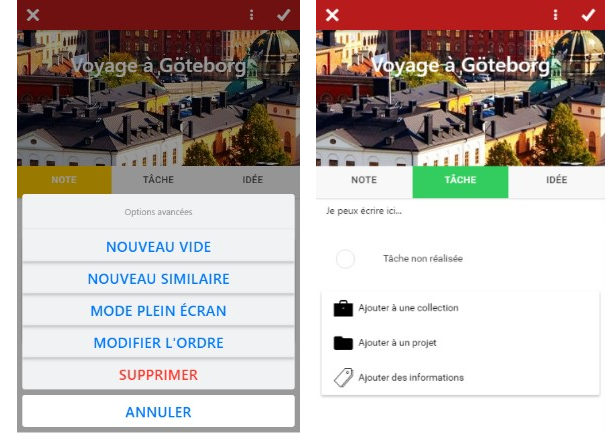 Voyage à Göteborg
NOTE TÂCHE IDÉE
Options avancées
NOUVEAU VIDE
NOUVEAU SIMILAIRE
MODE PLEIN ÉCRAN
MODIFIER L'ORDRE
SUPPRIMER
ANNULER
Voyage à Göteborg
NOTE TÂCHE IDÉE
Je peux écrire ici...
Tâche non réalisée
Ajouter à une collection
Ajouter à un projet
Ajouter des informations